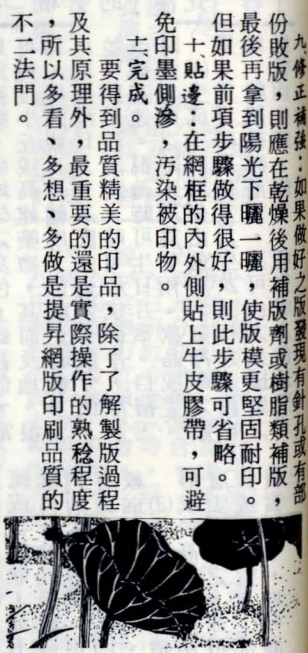 九、修正補強：如果做好之版發現有針孔或有部
份敗版，則應在乾燥後用補版劑或樹脂類補版，
最後再拿到陽光下曬一曬，使版模更堅固耐印。
但如果前項步驟做得很好，則此步驟可省略。
十、貼邊：在網框的內外側貼上牛皮膠帶，可避
免印墨側滲，汚染被印物。
十一、完成。
要得到品質精美的印品，除了了解製版過程
及其原理外，最重要的還是實際操作的熟稔程度
，所以多看、多想、多做是提昇網版印刷品質的
不二法門。